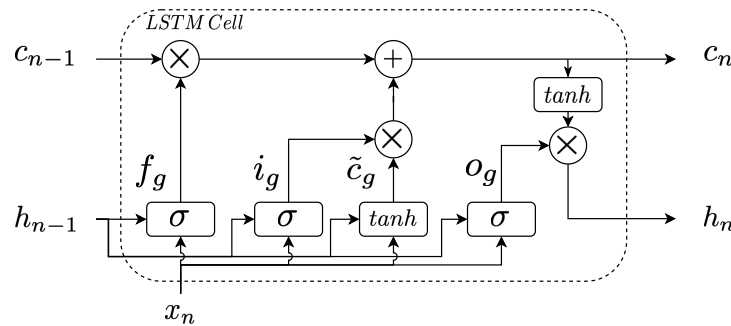 LSTM Cell
c_{n-1} × + c_n
tanh
× ×
f_g i_g c̃_g o_g
h_{n-1} σ σ tanh σ h_n
x_n